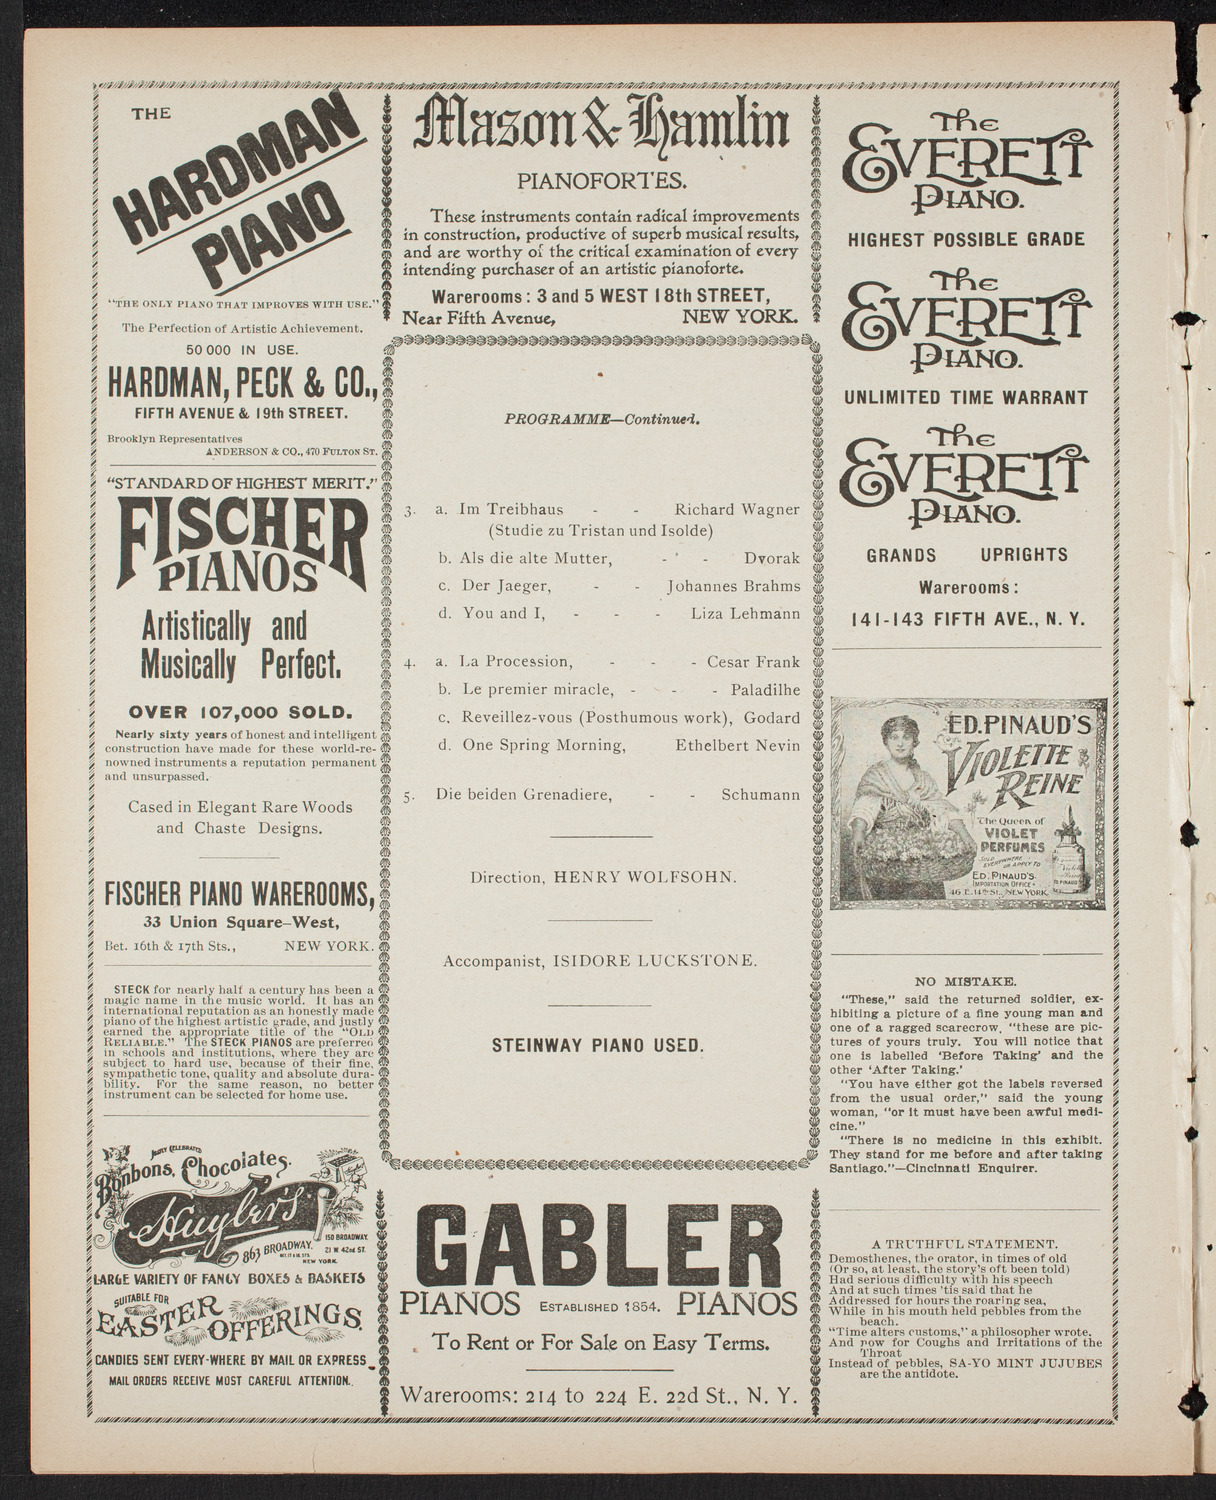 THE
HARDMAN
PIANO
"THE ONLY PIANO THAT IMPROVES WITH USE."
The Perfection of Artistic Achievement.
50 000 IN USE.
HARDMAN, PECK & CO.,
FIFTH AVENUE & 19th STREET.
Brooklyn Representatives
ANDERSON & CO., 470 FULTON ST.
"STANDARD OF HIGHEST MERIT."
FISCHER
PIANOS
Artistically and
Musically Perfect.
OVER 107,000 SOLD.
Nearly sixty years of honest and intelligent
construction have made for these world-re-
nowned instruments a reputation permanent
and unsurpassed.
Cased in Elegant Rare Woods
and Chaste Designs.
FISCHER PIANO WAREROOMS,
33 Union Square—West,
Bet. 16th & 17th Sts., NEW YORK.
STECK for nearly half a century has been a
magic name in the music world. It has an
international reputation as an honestly made
piano of the highest artistic grade, and justly
earned the appropriate title of the "OLD
RELIABLE." The STECK PIANOS are preferred
in schools and institutions, where they are
subject to hard use, because of their fine,
sympathetic tone, quality and absolute dura-
bility. For the same reason, no better
instrument can be selected for home use.
JUSTLY CELEBRATED
Bonbons, Chocolates.
Huyler's
863 BROADWAY.
NEW YORK
150 BROADWAY.
21 W 42nd ST.
LARGE VARIETY OF FANCY BOXES & BASKETS
SUITABLE FOR
EASTER OFFERINGS.
CANDIES SENT EVERY-WHERE BY MAIL OR EXPRESS
MAIL ORDERS RECEIVE MOST CAREFUL ATTENTION.
Mason & Hamlin
PIANOFORTES.
These instruments contain radical improvements
in construction, productive of superb musical results,
and are worthy of the critical examination of every
intending purchaser of an artistic pianoforte.
Warerooms: 3 and 5 WEST 18th STREET,
Near Fifth Avenue, NEW YORK.
PROGRAMME—Continued.
3. a. Im Treibhaus - - Richard Wagner
(Studie zu Tristan und Isolde)
b. Als die alte Mutter, - - Dvorak
c. Der Jaeger, - - Johannes Brahms
d. You and I, - - - Liza Lehmann
4. a. La Procession, - - - Cesar Frank
b. Le premier miracle, - - - Paladilhe
c. Reveillez-vous (Posthumous work), Godard
d. One Spring Morning, Ethelbert Nevin
5. Die beiden Grenadiere, - - Schumann
Direction, HENRY WOLFSOHN.
Accompanist, ISIDORE LUCKSTONE.
STEINWAY PIANO USED.
GABLER
PIANOS ESTABLISHED 1854. PIANOS
To Rent or For Sale on Easy Terms.
Warerooms: 214 to 224 E. 22d St., N. Y.
The
EVERETT
PIANO.
HIGHEST POSSIBLE GRADE
The
EVERETT
PIANO.
UNLIMITED TIME WARRANT
The
EVERETT
PIANO.
GRANDS UPRIGHTS
Warerooms:
141-143 FIFTH AVE., N. Y.
ED. PINAUD'S
VIOLETTE
REINE
The Queen of
VIOLET
PERFUMES
SOLD
EVERYWHERE
OR APPLY TO
ED. PINAUD'S
IMPORTATION OFFICE
46 E. 14th ST., NEW YORK
NO MISTAKE.
"These," said the returned soldier, ex-
hibiting a picture of a fine young man and
one of a ragged scarecrow, "these are pic-
tures of yours truly. You will notice that
one is labelled 'Before Taking' and the
other 'After Taking.'
"You have either got the labels reversed
from the usual order," said the young
woman, "or it must have been awful medi-
cine."
"There is no medicine in this exhibit.
They stand for me before and after taking
Santiago."—Cincinnati Enquirer.
A TRUTHFUL STATEMENT.
Demosthenes, the orator, in times of old
(Or so, at least, the story's oft been told)
Had serious difficulty with his speech
And at such times 'tis said that he
Addressed for hours the roaring sea,
While in his mouth held pebbles from the
beach.
"Time alters customs," a philosopher wrote.
And now for Coughs and Irritations of the
Throat
Instead of pebbles, SA-YO MINT JUJUBES
are the antidote.